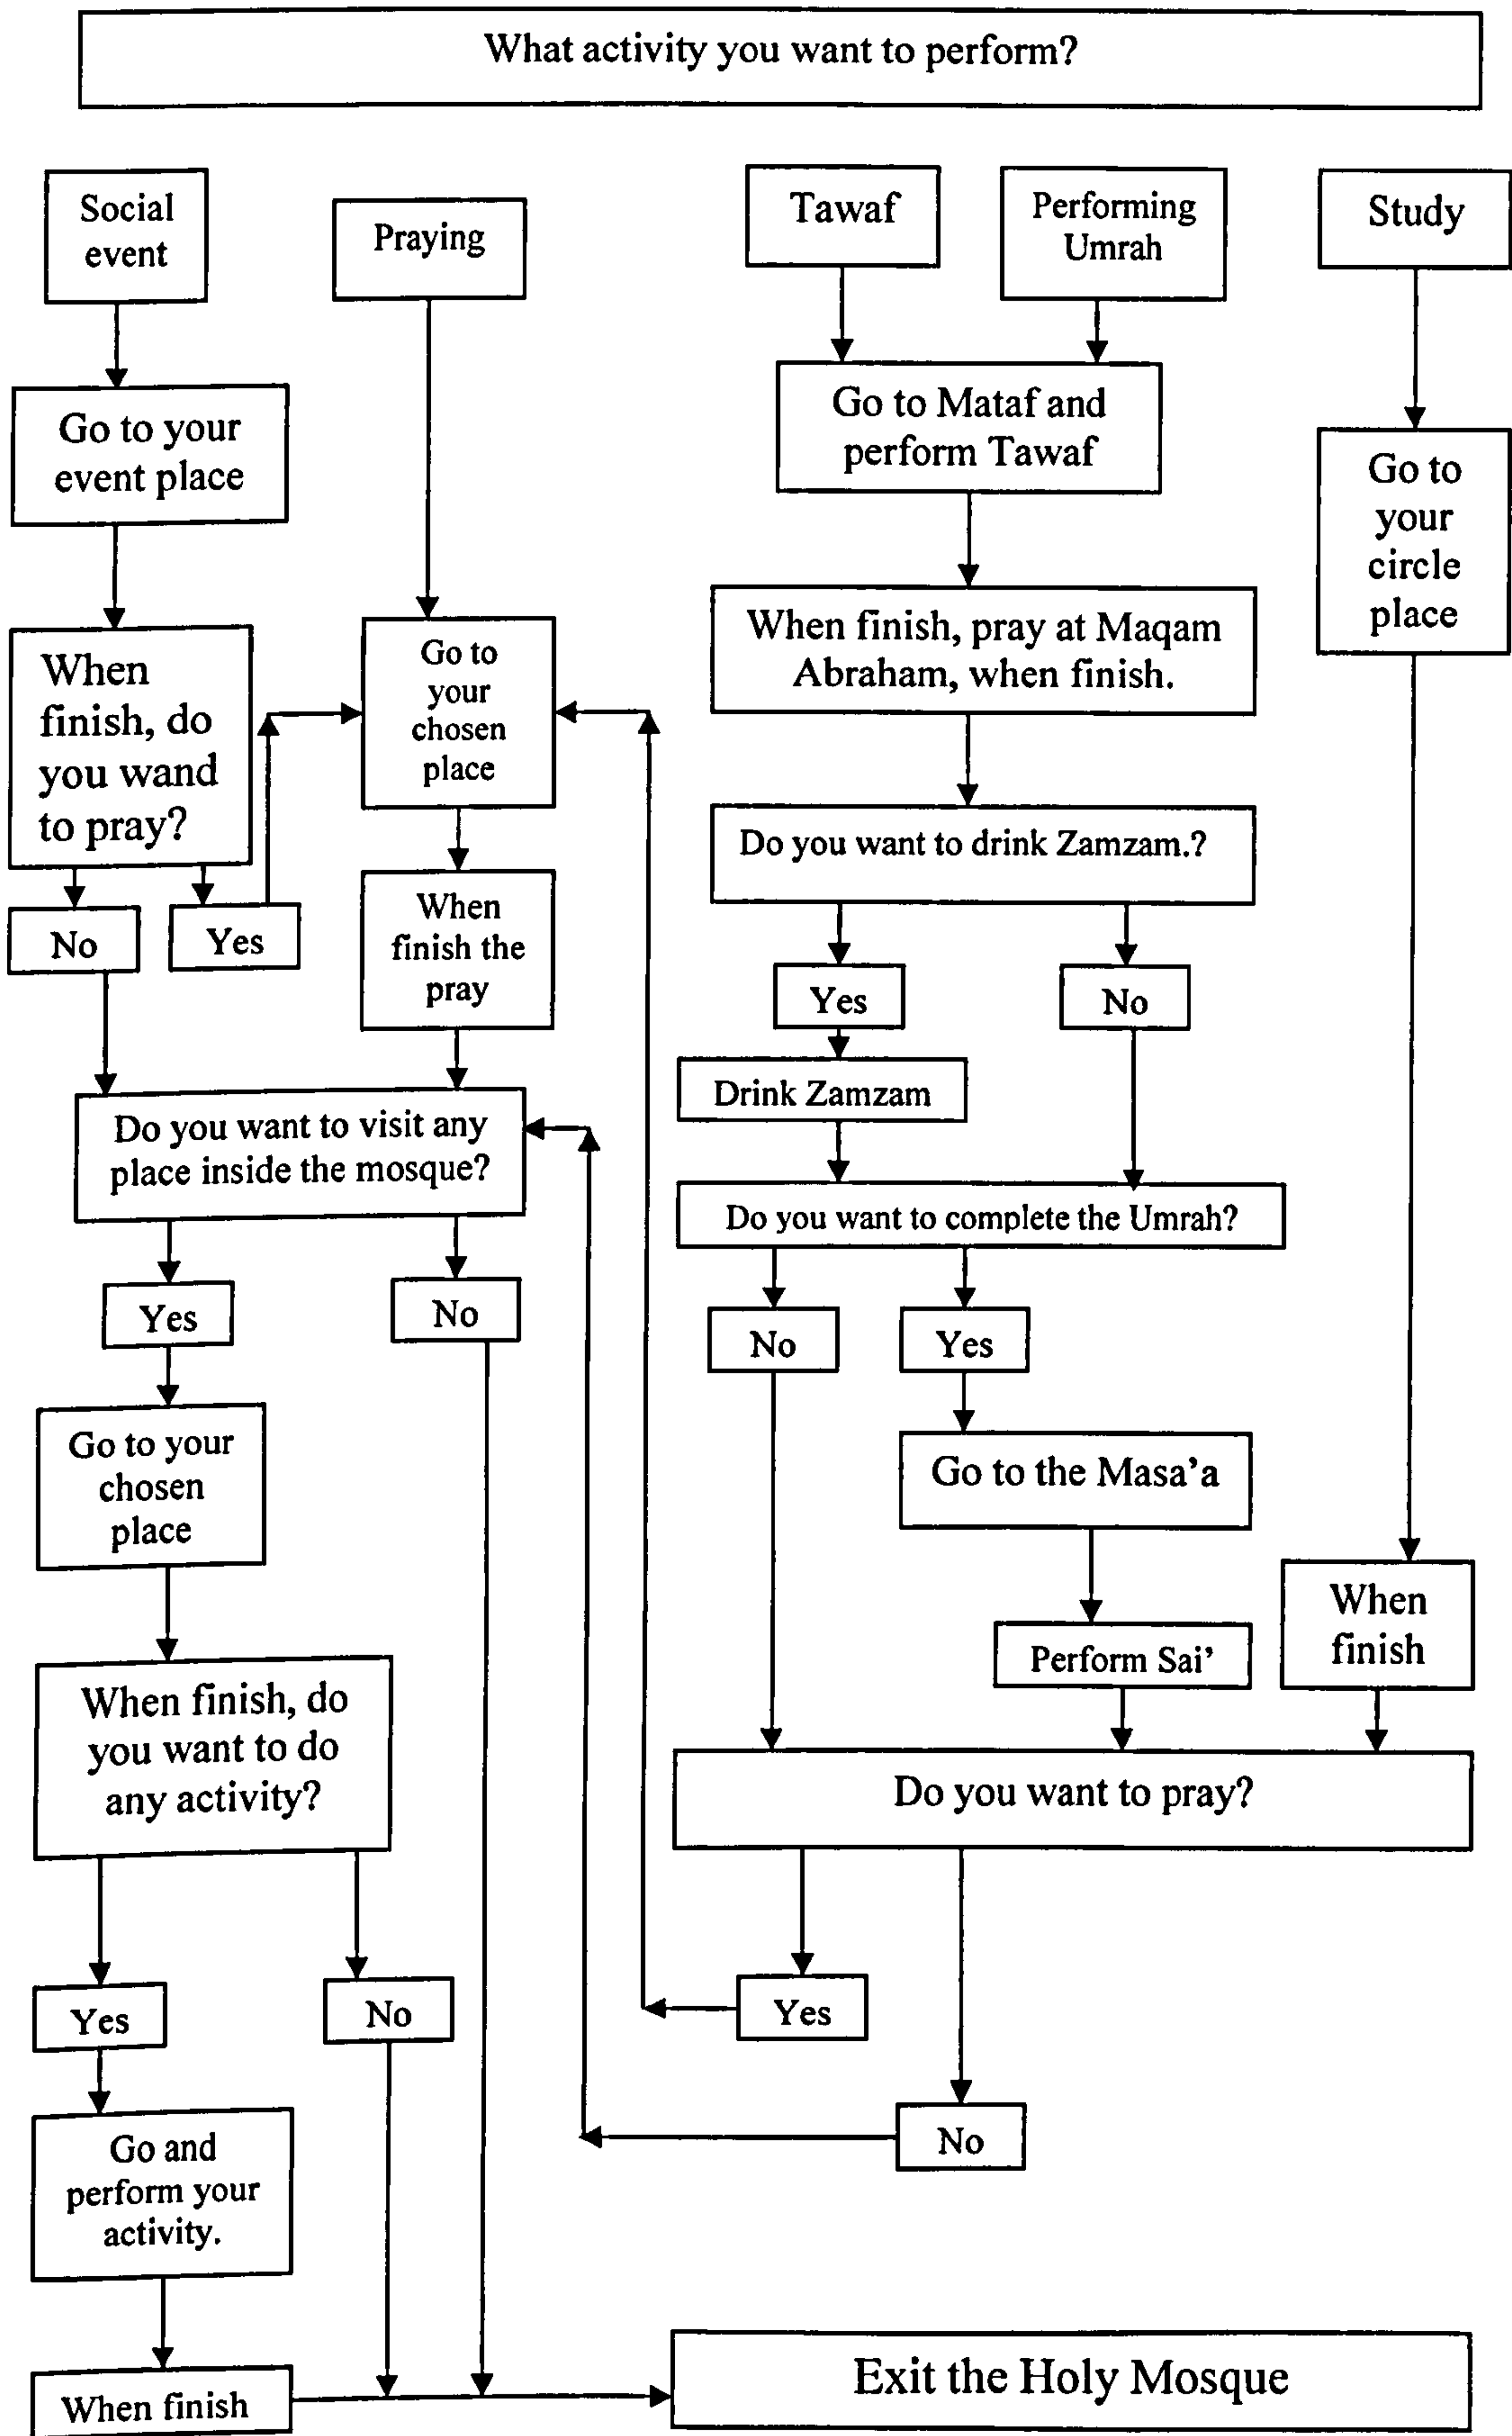 What activity you want to perform?
Social
event
Praying
Tawaf
Performing
Umrah
Study
Go to your
event place
Go to Mataf and
perform Tawaf
Go to
your
circle
place
When
finish, do
you wand
to pray?
Go to
your
chosen
place
When finish, pray at Maqam
Abraham, when finish.
Do you want to drink Zamzam.?
No
Yes
When
finish the
pray
Yes
No
Drink Zamzam
Do you want to visit any
place inside the mosque?
Do you want to complete the Umrah?
Yes
No
No
Yes
Go to your
chosen
place
Go to the Masa’a
When
finish
Perform Sai’
When finish, do
you want to do
any activity?
Do you want to pray?
Yes
No
Yes
No
Go and
perform your
activity.
When finish
Exit the Holy Mosque